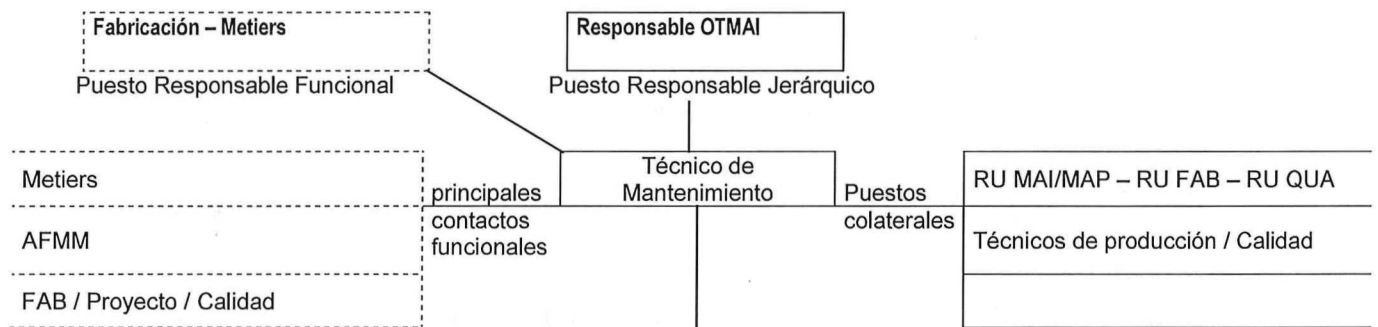 Fabricación – Metiers
Responsable OTMAI
Puesto Responsable Funcional
Puesto Responsable Jerárquico
Metiers
principales
contactos
funcionales
Técnico de
Mantenimiento
Puestos
colaterales
RU MAI/MAP – RU FAB – RU QUA
AFMM
Técnicos de producción / Calidad
FAB / Proyecto / Calidad